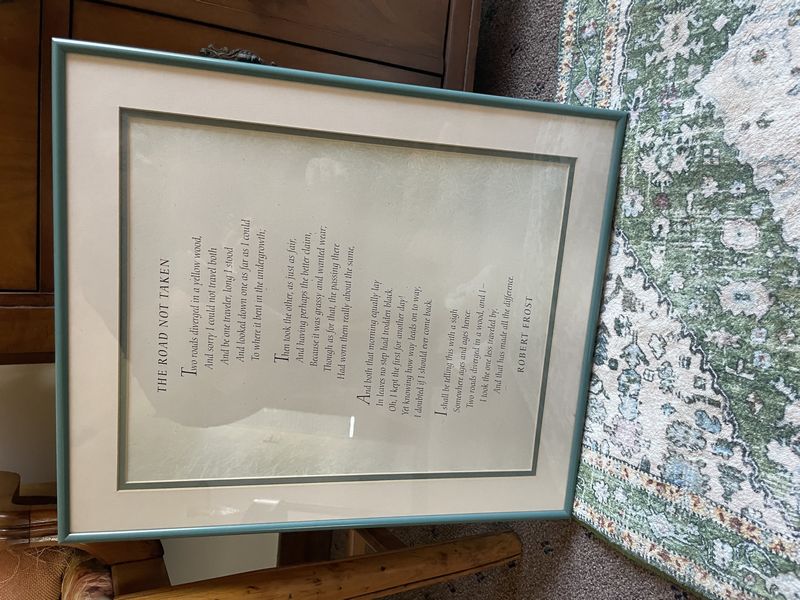 THE ROAD NOT TAKEN
Two roads diverged in a yellow wood,
And sorry I could not travel both
And be one traveler, long I stood
And looked down one as far as I could
To where it bent in the undergrowth;
Then took the other, as just as fair,
And having perhaps the better claim,
Because it was grassy and wanted wear;
Though as for that, the passing there
Had worn them really about the same,
And both that morning equally lay
In leaves no step had trodden black.
Oh, I kept the first for another day!
Yet knowing how way leads on to way,
I doubted if I should ever come back.
I shall be telling this with a sigh
Somewhere ages and ages hence:
Two roads diverged in a wood, and I—
I took the one less traveled by,
And that has made all the difference.
ROBERT FROST